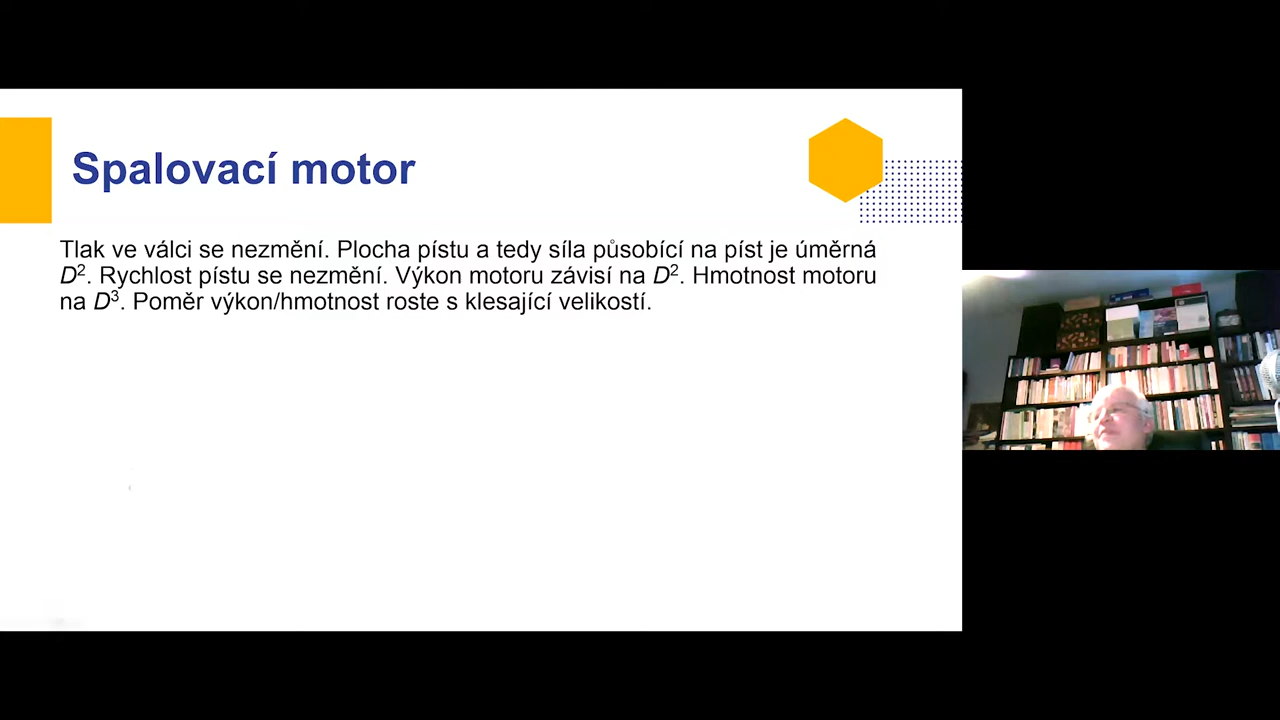 Spalovací motor
Tlak ve válci se nezmění. Plocha pístu a tedy síla působící na píst je úměrná
D². Rychlost pístu se nezmění. Výkon motoru závisí na D². Hmotnost motoru
na D³. Poměr výkon/hmotnost roste s klesající velikostí.